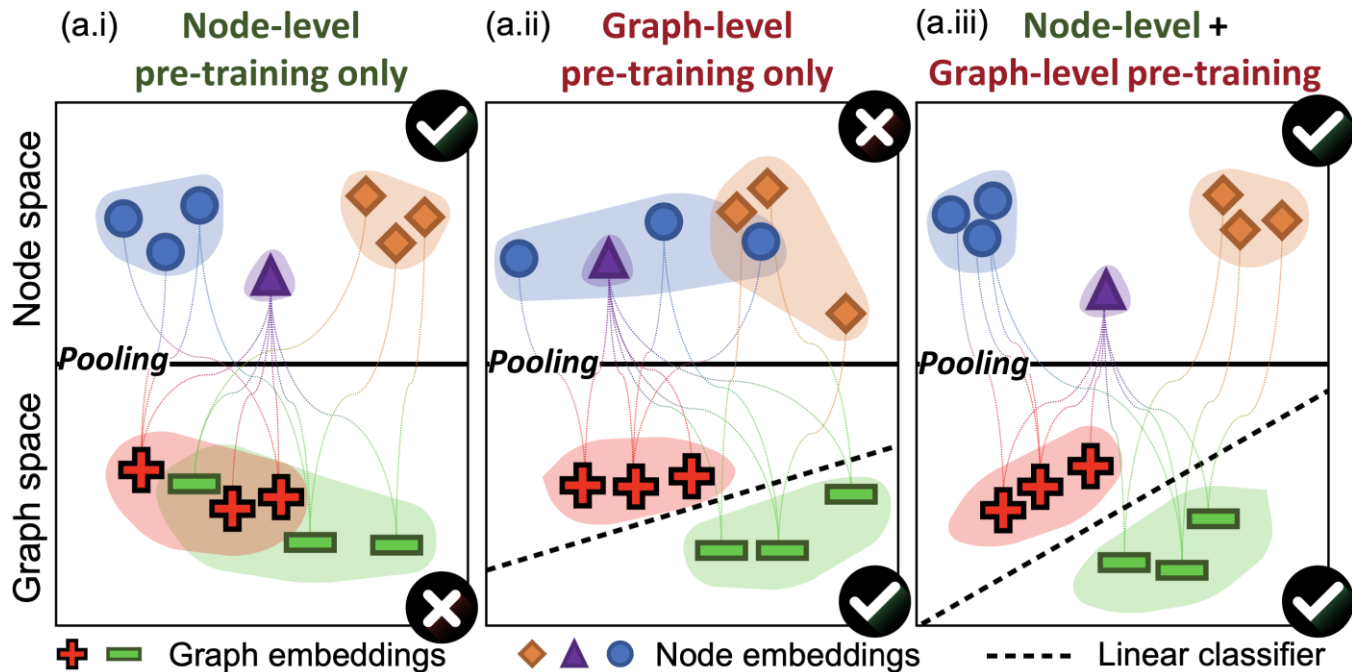 (a.i) Node-level
pre-training only
(a.ii) Graph-level
pre-training only
(a.iii) Node-level +
Graph-level pre-training
Node space
Pooling
Pooling
Pooling
Graph space
Graph embeddings
Node embeddings
Linear classifier